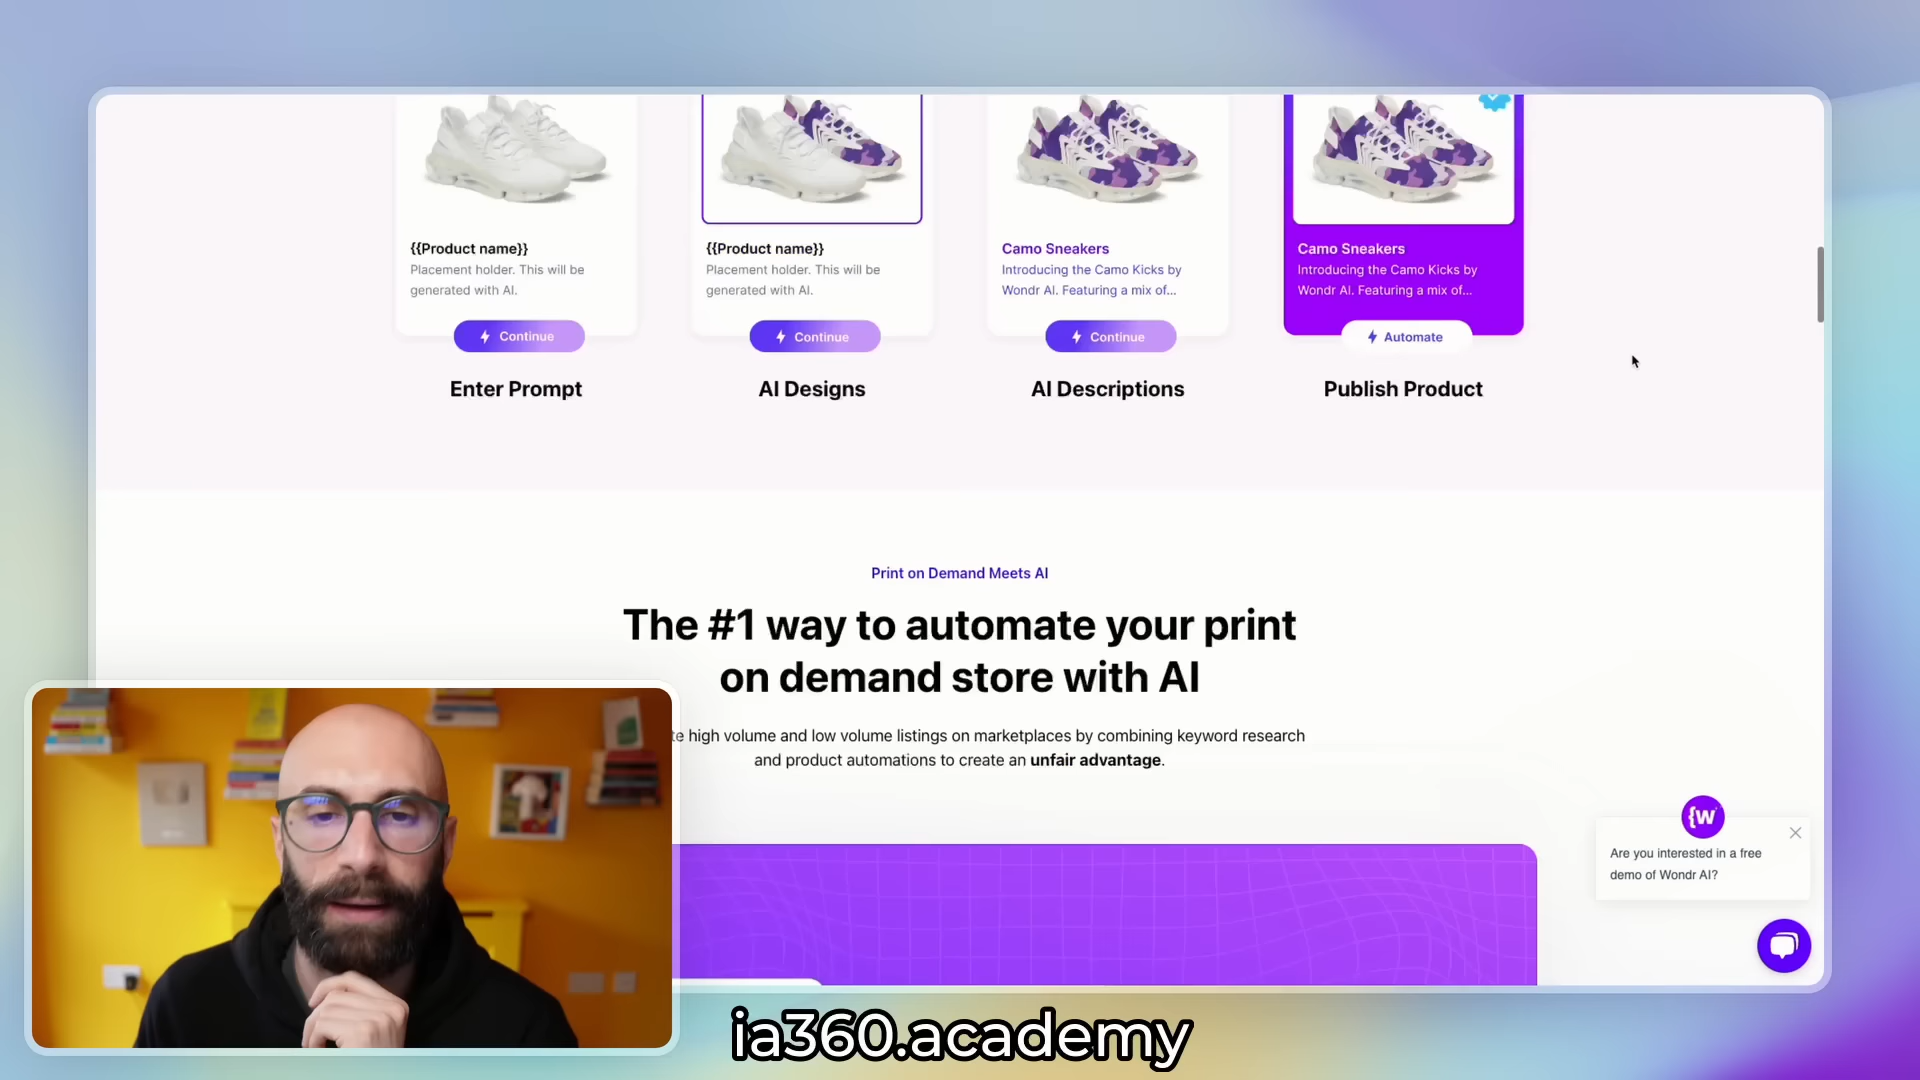 {{Product name}}
Placement holder. This will be
generated with AI.
Continue
Enter Prompt
{{Product name}}
Placement holder. This will be
generated with AI.
Continue
AI Designs
Camo Sneakers
Introducing the Camo Kicks by
Wondr AI. Featuring a mix of...
Continue
AI Descriptions
Camo Sneakers
Introducing the Camo Kicks by
Wondr AI. Featuring a mix of...
Automate
Publish Product
Print on Demand Meets AI
The #1 way to automate your print
on demand store with AI
high volume and low volume listings on marketplaces by combining keyword research
and product automations to create an unfair advantage.
{W
Are you interested in a free
demo of Wondr AI?
ia360.academy